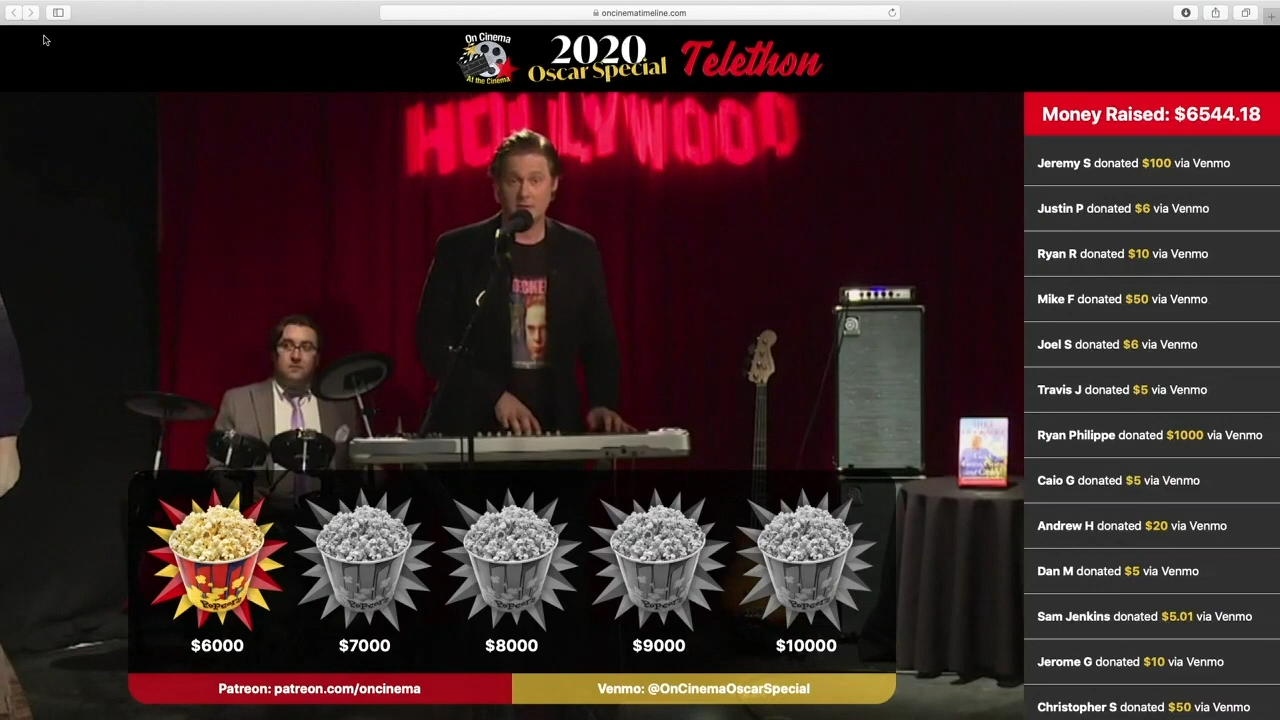 oncinematimeline.com
On Cinema
At the Cinema
2020
Oscar Special
Telethon
HOLLYWOOD
Money Raised: $6544.18
Jeremy S donated $100 via Venmo
Justin P donated $6 via Venmo
Ryan R donated $10 via Venmo
Mike F donated $50 via Venmo
Joel S donated $6 via Venmo
Travis J donated $5 via Venmo
Ryan Philippe donated $1000 via Venmo
Caio G donated $5 via Venmo
Andrew H donated $20 via Venmo
Dan M donated $5 via Venmo
Sam Jenkins donated $5.01 via Venmo
Jerome G donated $10 via Venmo
Christopher S donated $50 via Venmo
Popcorn
Popcorn
Popcorn
Popcorn
Popcorn
$6000
$7000
$8000
$9000
$10000
Patreon: patreon.com/oncinema
Venmo: @OnCinemaOscarSpecial